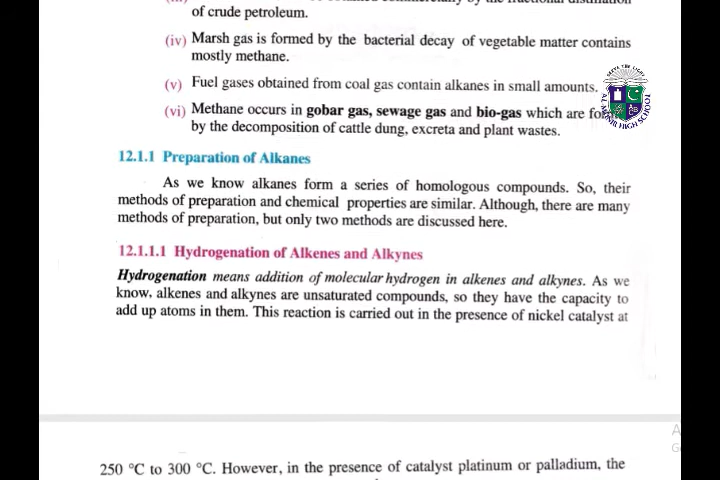 of crude petroleum.
(iv) Marsh gas is formed by the bacterial decay of vegetable matter contains
mostly methane.
(v) Fuel gases obtained from coal gas contain alkanes in small amounts.
(vi) Methane occurs in gobar gas, sewage gas and bio-gas which are
by the decomposition of cattle dung, excreta and plant wastes.
AL MUNIR HIGH SCHOOL
12.1.1 Preparation of Alkanes
As we know alkanes form a series of homologous compounds. So, their
methods of preparation and chemical properties are similar. Although, there are many
methods of preparation, but only two methods are discussed here.
12.1.1.1 Hydrogenation of Alkenes and Alkynes
Hydrogenation means addition of molecular hydrogen in alkenes and alkynes. As we
know, alkenes and alkynes are unsaturated compounds, so they have the capacity to
add up atoms in them. This reaction is carried out in the presence of nickel catalyst at
250 °C to 300 °C. However, in the presence of catalyst platinum or palladium, the